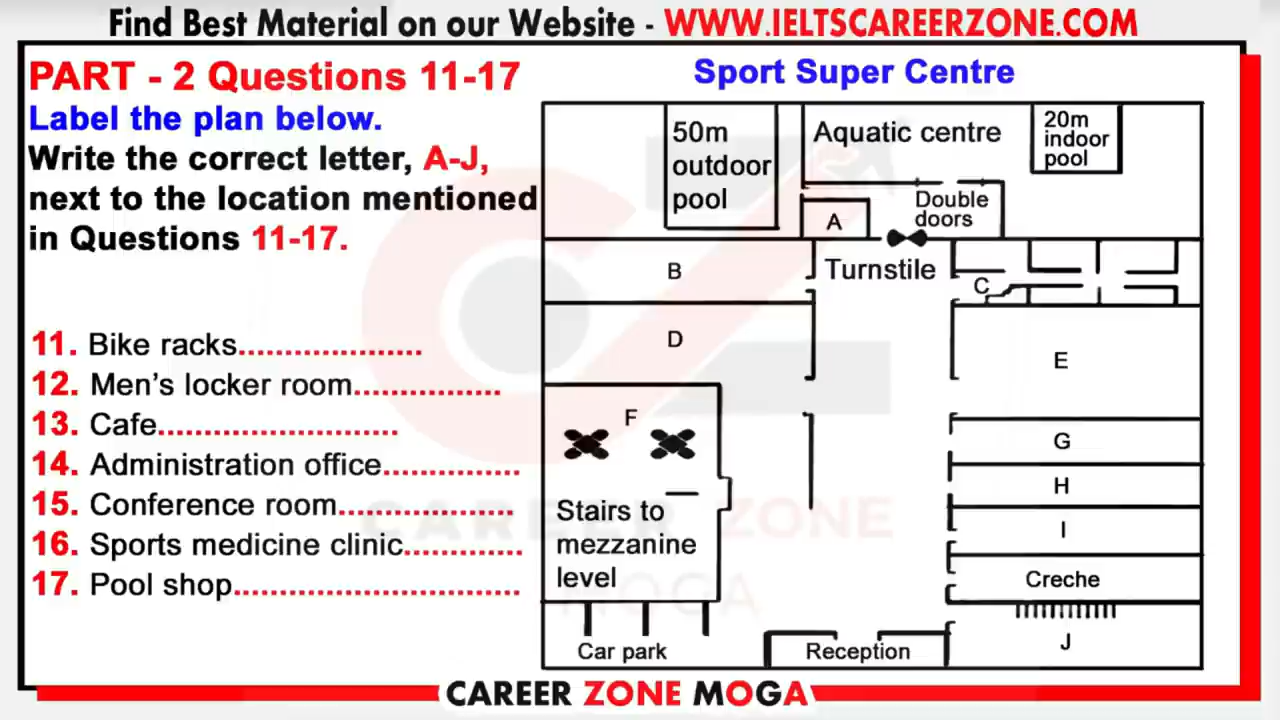 Find Best Material on our Website - WWW.IELTSCAREERZONE.COM
PART - 2 Questions 11-17
Label the plan below.
Write the correct letter, A-J,
next to the location mentioned
in Questions 11-17.
11. Bike racks....................
12. Men's locker room................
13. Cafe..........................
14. Administration office...............
15. Conference room...................
16. Sports medicine clinic.............
17. Pool shop...............................
Sport Super Centre
50m
outdoor
pool
Aquatic centre
20m
indoor
pool
Double
doors
A
B
Turnstile
C
D
E
F
G
H
I
Stairs to
mezzanine
level
Creche
J
Car park
Reception
CAREER ZONE
MOGA
CAREER ZONE MOGA